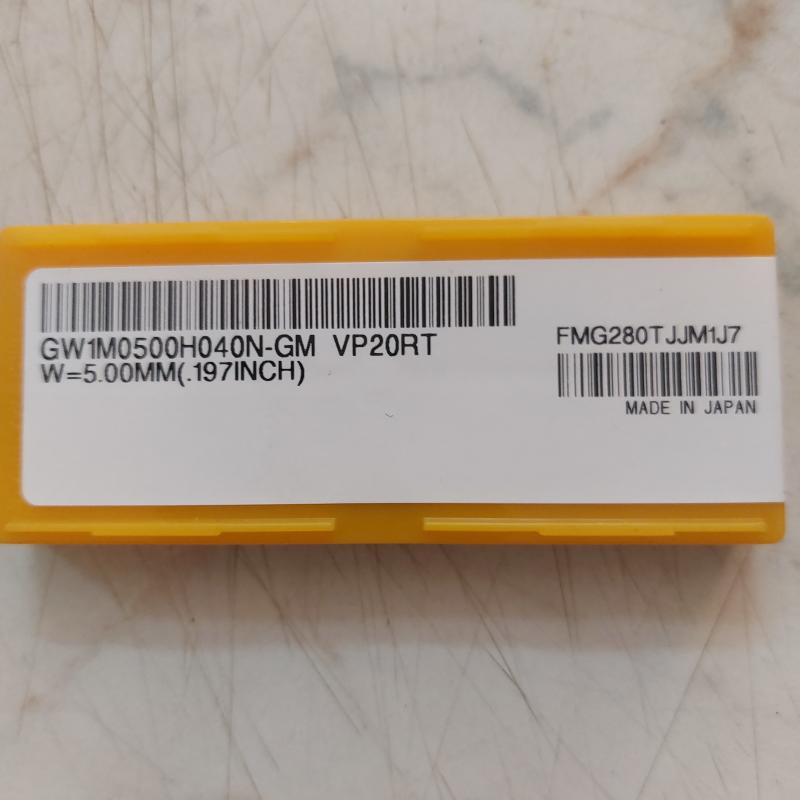 GW1M0500H040N-GM VP20RT
W=5.00MM(.197INCH)
FMG280TJJM1J7
MADE IN JAPAN